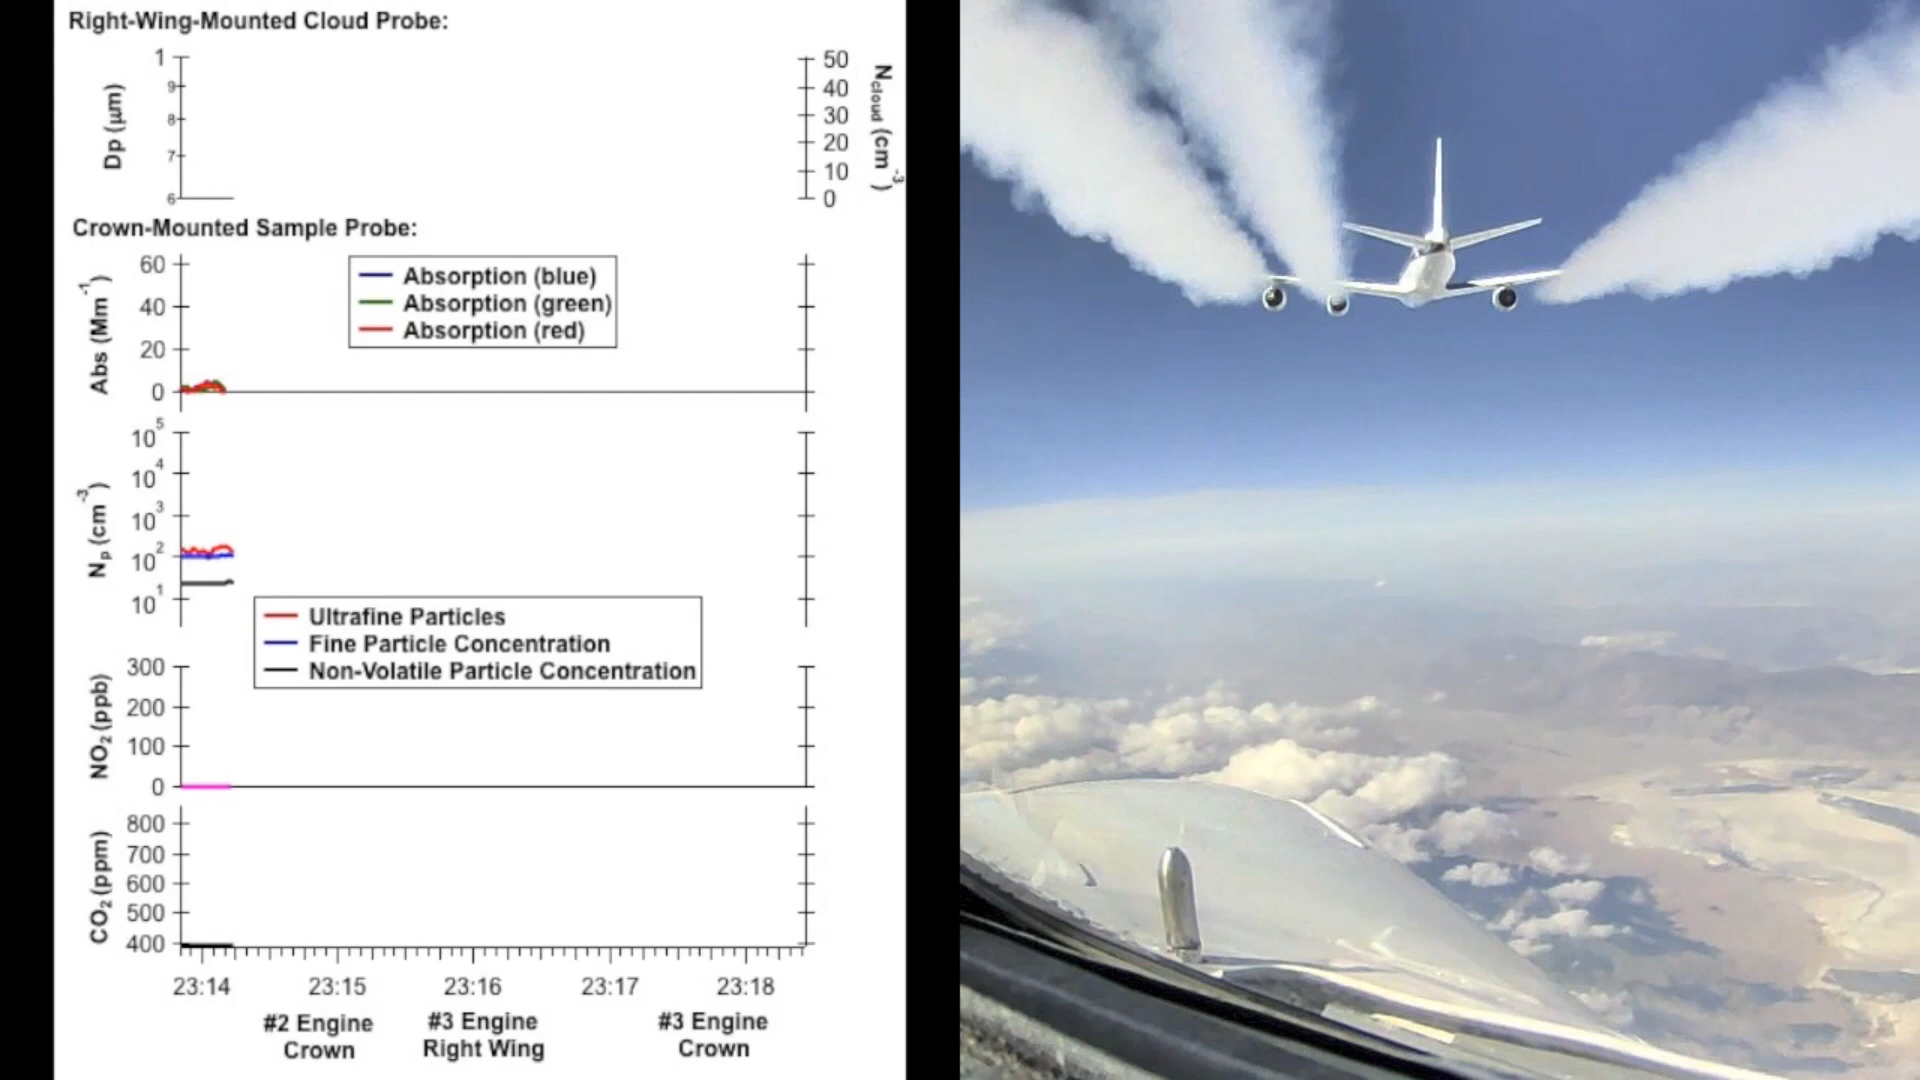 Right-Wing-Mounted Cloud Probe:
1
9
8
7
6
Dp (μm)
50
40
30
20
10
0
Ncloud (cm-3)
Crown-Mounted Sample Probe:
60
40
20
0
Abs (Mm-1)
Absorption (blue)
Absorption (green)
Absorption (red)
10^5
10^4
10^3
10^2
10^1
Np (cm-3)
Ultrafine Particles
Fine Particle Concentration
Non-Volatile Particle Concentration
300
200
100
0
NO2 (ppb)
800
700
600
500
400
CO2 (ppm)
23:14 23:15 23:16 23:17 23:18
#2 Engine
Crown
#3 Engine
Right Wing
#3 Engine
Crown